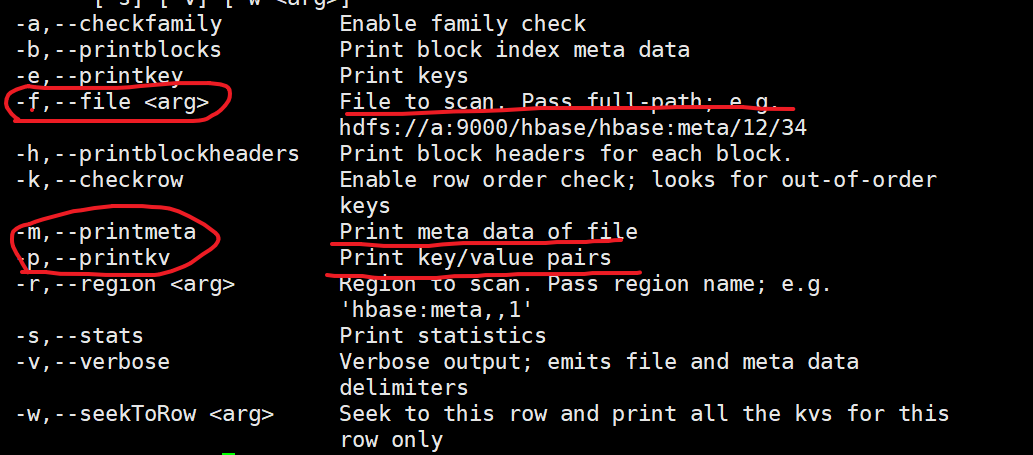 -a,--checkfamily Enable family check
-b,--printblocks Print block index meta data
-e,--printkey Print keys
-f,--file <arg> File to scan. Pass full-path; e.g.
hdfs://a:9000/hbase/hbase:meta/12/34
-h,--printblockheaders Print block headers for each block.
-k,--checkrow Enable row order check; looks for out-of-order
keys
-m,--printmeta Print meta data of file
-p,--printkv Print key/value pairs
-r,--region <arg> Region to scan. Pass region name; e.g.
'hbase:meta,,1'
-s,--stats Print statistics
-v,--verbose Verbose output; emits file and meta data
delimiters
-w,--seekToRow <arg> Seek to this row and print all the kvs for this
row only